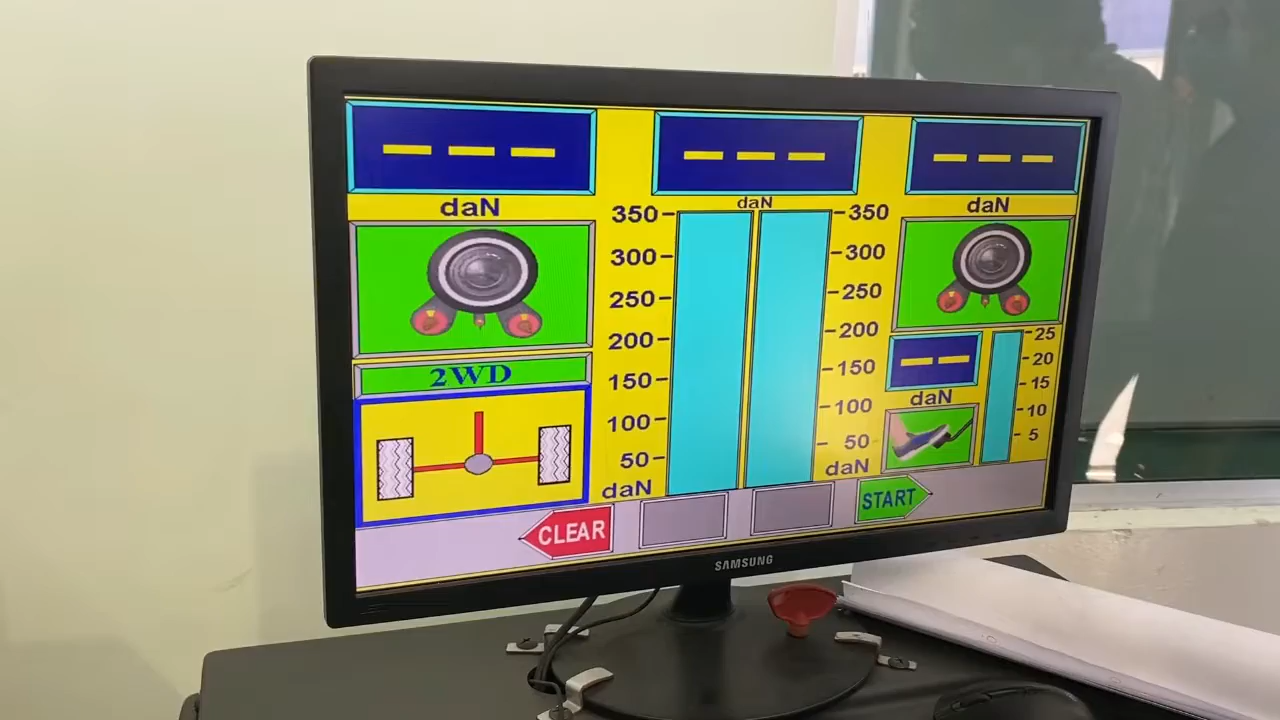 — — —
— — —
— — —
daN
daN
daN
350
300
250
200
150
100
50
daN
350
300
250
200
150
100
50
daN
2WD
— —
daN
25
20
15
10
5
CLEAR
START
SAMSUNG